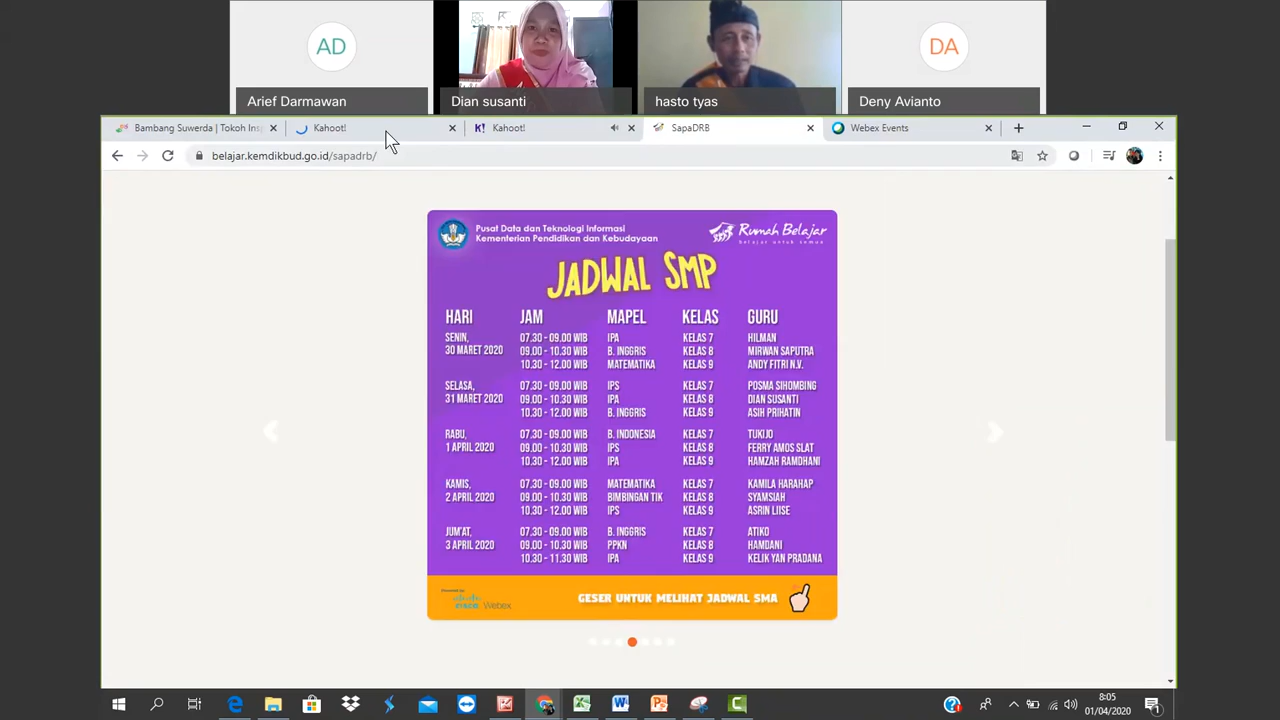 AD
DA
Arief Darmawan
Dian susanti
hasto tyas
Deny Avianto
Bambang Suwerda | Tokoh Ins
Kahoot!
K! Kahoot!
SapaDRB
Webex Events
belajar.kemdikbud.go.id/sapadrb/
Pusat Data dan Teknologi Informasi
Kementerian Pendidikan dan Kebudayaan
Rumah Belajar
belajar untuk semua
JADWAL SMP
HARI JAM MAPEL KELAS GURU
SENIN, 07.30 - 09.00 WIB IPA KELAS 7 HILMAN
30 MARET 2020 09.00 - 10.30 WIB B. INGGRIS KELAS 8 MIRWAN SAPUTRA
10.30 - 12.00 WIB MATEMATIKA KELAS 9 ANDY FITRI N.V.
SELASA, 07.30 - 09.00 WIB IPS KELAS 7 POSMA SIHOMBING
31 MARET 2020 09.00 - 10.30 WIB IPA KELAS 8 DIAN SUSANTI
10.30 - 12.00 WIB B. INGGRIS KELAS 9 ASIH PRIHATIN
RABU, 07.30 - 09.00 WIB B. INDONESIA KELAS 7 TUKIJO
1 APRIL 2020 09.00 - 10.30 WIB IPS KELAS 8 FERRY AMOS SLAT
10.30 - 12.00 WIB IPA KELAS 9 HAMZAH RAMDHANI
KAMIS, 07.30 - 09.00 WIB MATEMATIKA KELAS 7 KAMILA HARAHAP
2 APRIL 2020 09.00 - 10.30 WIB BIMBINGAN TIK KELAS 8 SYAMSIAH
10.30 - 12.00 WIB IPS KELAS 9 ASRIN LIISE
JUM'AT, 07.30 - 09.00 WIB B. INGGRIS KELAS 7 ATIKO
3 APRIL 2020 09.00 - 10.30 WIB PPKN KELAS 8 HAMDANI
10.30 - 11.30 WIB IPA KELAS 9 KELIK YAN PRADANA
cisco Webex
GESER UNTUK MELIHAT JADWAL SMA
8:05
01/04/2020